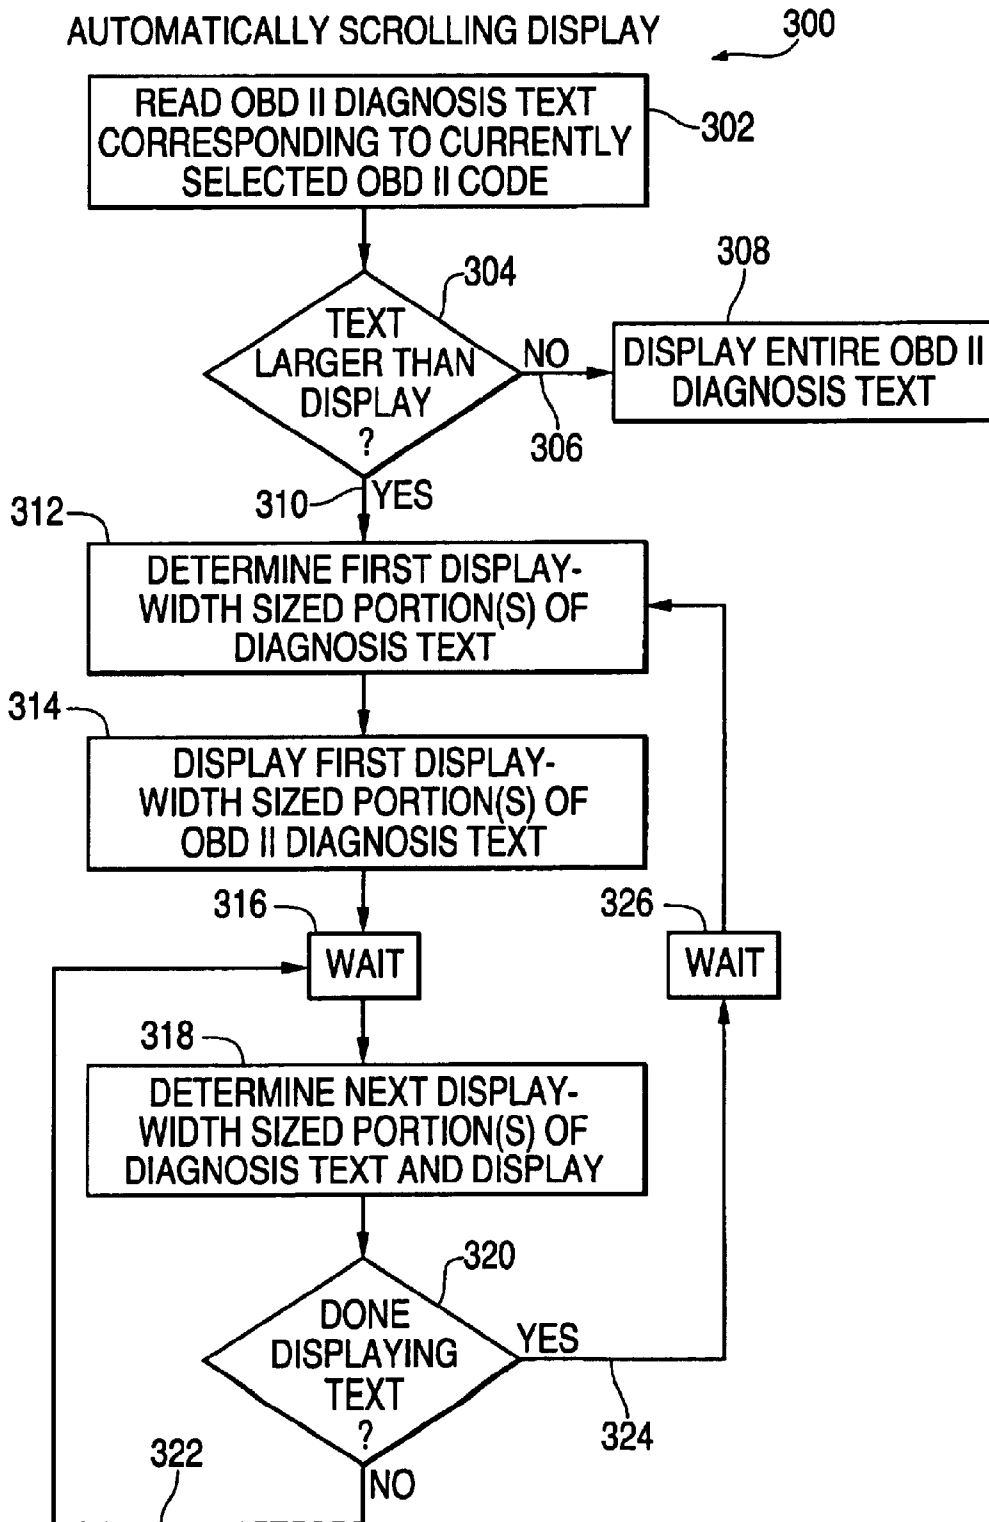 AUTOMATICALLY SCROLLING DISPLAY
300
READ OBD II DIAGNOSIS TEXT
CORRESPONDING TO CURRENTLY
SELECTED OBD II CODE
302
304
TEXT
LARGER THAN
DISPLAY
?
NO
306
308
DISPLAY ENTIRE OBD II
DIAGNOSIS TEXT
310
YES
312
DETERMINE FIRST DISPLAY-
WIDTH SIZED PORTION(S) OF
DIAGNOSIS TEXT
314
DISPLAY FIRST DISPLAY-
WIDTH SIZED PORTION(S) OF
OBD II DIAGNOSIS TEXT
316
WAIT
326
WAIT
318
DETERMINE NEXT DISPLAY-
WIDTH SIZED PORTION(S) OF
DIAGNOSIS TEXT AND DISPLAY
320
DONE
DISPLAYING
TEXT
?
YES
324
322
NO